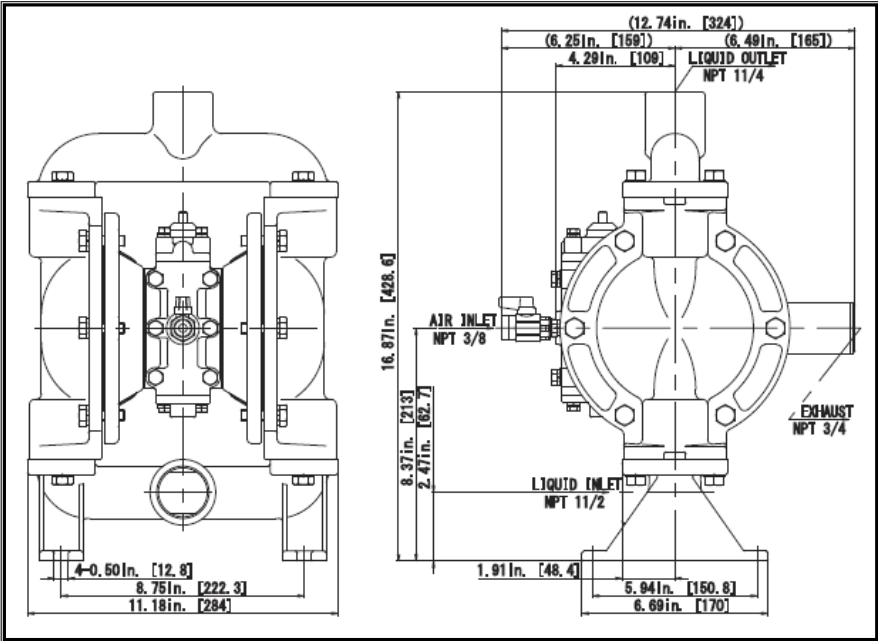 (12.74in. [324])
(6.25in. [159])
(6.49in. [165])
4.29in. [109]
LIQUID OUTLET
NPT 11/4
16.87in. [428.6]
AIR INLET
NPT 3/8
8.37in. [213]
2.47in. [62.7]
EXHAUST
NPT 3/4
LIQUID INLET
NPT 11/2
4-0.50in. [12.8]
8.75in. [222.3]
11.18in. [284]
1.91in. [48.4]
5.94in. [150.8]
6.69in. [170]